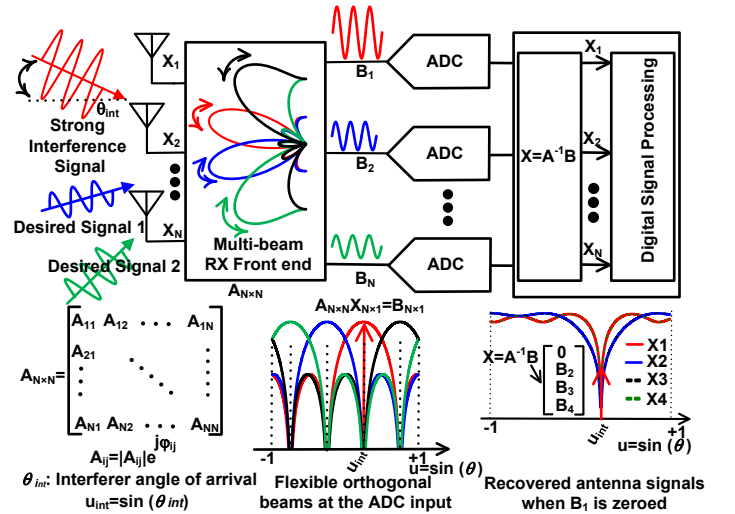 X1
X2
XN
θint
Strong
Interference
Signal
Desired Signal 1
Desired Signal 2
Multi-beam
RX Front end
AN×N
B1
B2
BN
ADC
ADC
ADC
X=A-1B
X1
X2
XN
Digital Signal Processing
AN×N=
A11 A12 A1N
A21
AN1 AN2 ANN
Aij=|Aij|ejφij
θint: Interferer angle of arrival
uint=sin (θint)
AN×NXN×1=BN×1
-1
uint
+1
u=sin (θ)
Flexible orthogonal
beams at the ADC input
X=A-1B
0
B2
B3
B4
X1
X2
X3
X4
-1
uint
+1
u=sin (θ)
Recovered antenna signals
when B1 is zeroed